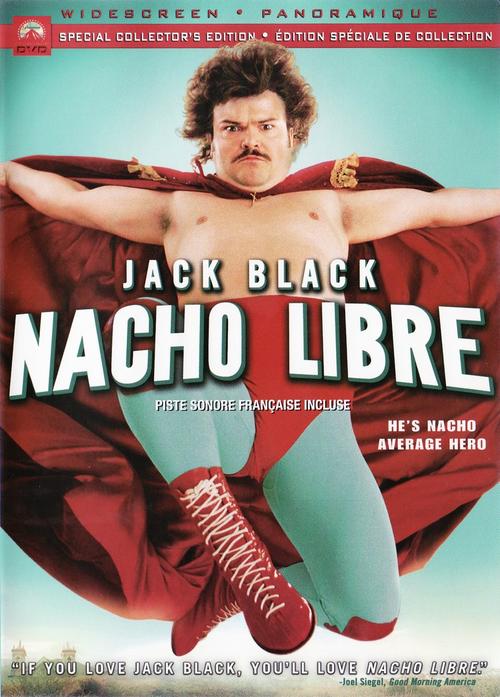 WIDESCREEN • PANORAMIQUE
DVD
SPECIAL COLLECTOR'S EDITION • ÉDITION SPÉCIALE DE COLLECTION
JACK BLACK
NACHO LIBRE
PISTE SONORE FRANÇAISE INCLUSE
HE'S NACHO
AVERAGE HERO
"IF YOU LOVE JACK BLACK, YOU'LL LOVE NACHO LIBRE."
-Joel Siegel, Good Morning America